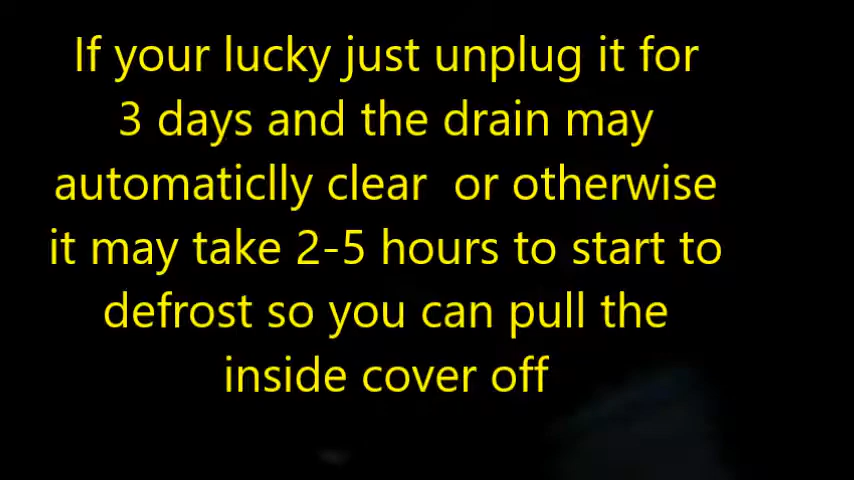 If your lucky just unplug it for
3 days and the drain may
automaticlly clear  or otherwise
it may take 2-5 hours to start to
defrost so you can pull the
inside cover off